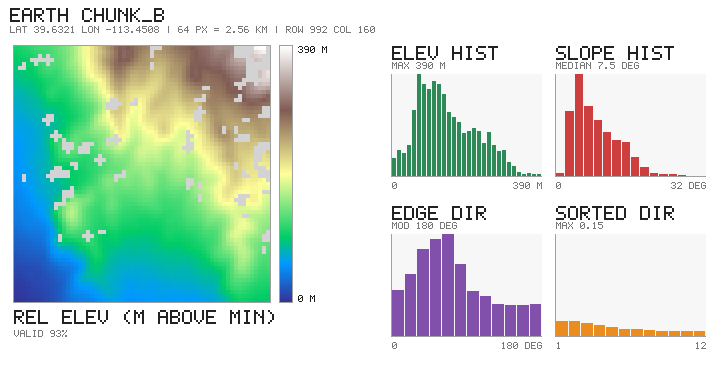 EARTH CHUNK_B
LAT 39.6321 LON -113.4508 | 64 PX = 2.56 KM | ROW 992 COL 160
390 M
0 M
REL ELEV (M ABOVE MIN)
VALID 93%
ELEV HIST
MAX 390 M
0 390 M
SLOPE HIST
MEDIAN 7.5 DEG
0 32 DEG
EDGE DIR
MOD 180 DEG
0 180 DEG
SORTED DIR
MAX 0.15
1 12